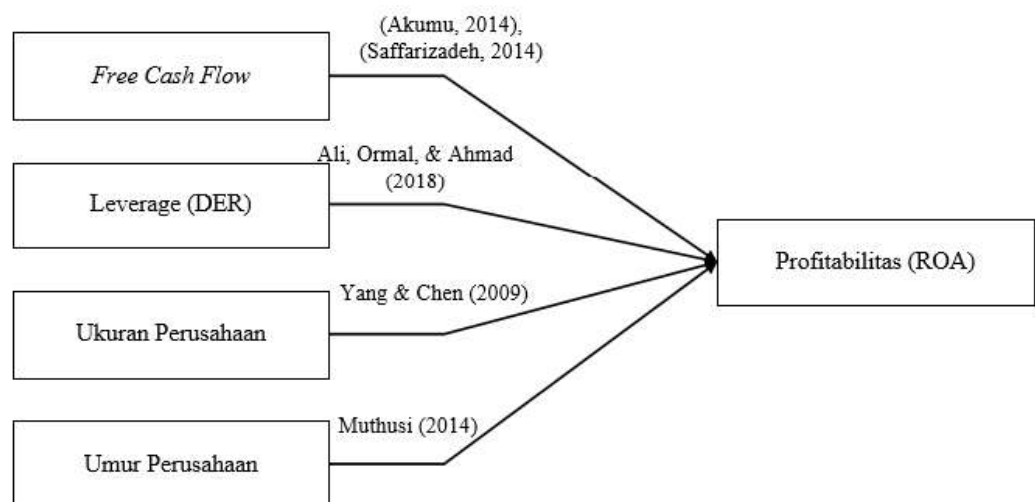 (Akumu, 2014),
(Saffarizadeh, 2014)
Free Cash Flow
Ali, Ormal, & Ahmad
(2018)
Leverage (DER)
Profitabilitas (ROA)
Yang & Chen (2009)
Ukuran Perusahaan
Muthusi (2014)
Umur Perusahaan